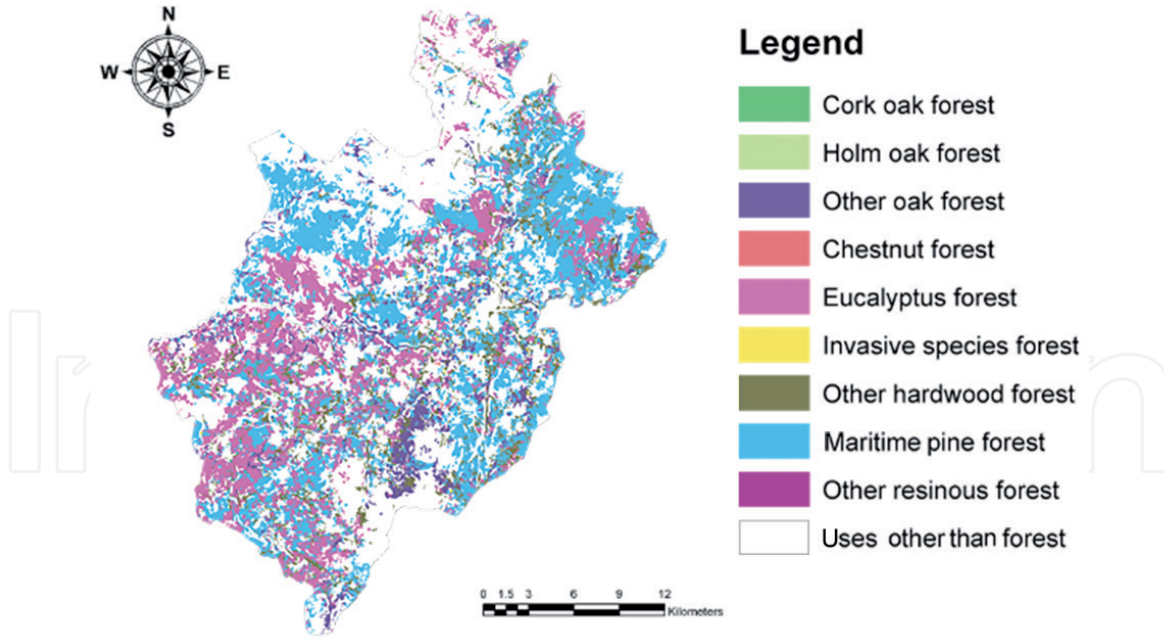 N
W E
S
Legend
Cork oak forest
Holm oak forest
Other oak forest
Chestnut forest
Eucalyptus forest
Invasive species forest
Other hardwood forest
Maritime pine forest
Other resinous forest
Uses other than forest
0 1.5 3 6 9 12
Kilometers